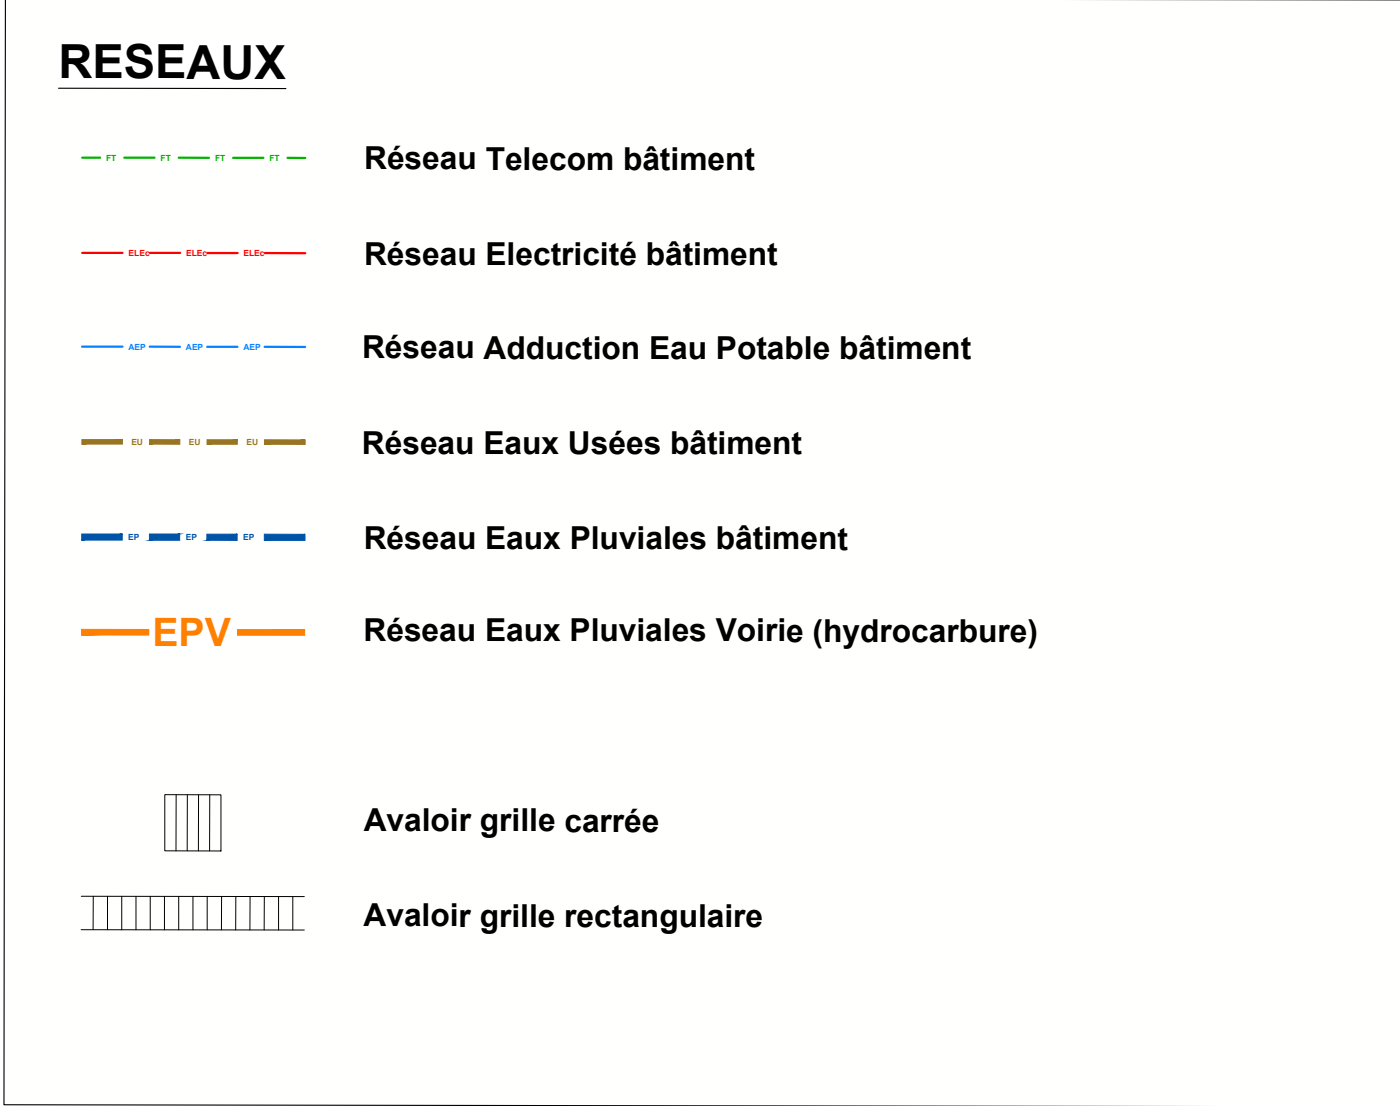 RESEAUX
FT FT FT FT Réseau Telecom bâtiment
ELEc ELEc ELEc Réseau Electricité bâtiment
AEP AEP AEP Réseau Adduction Eau Potable bâtiment
EU EU EU Réseau Eaux Usées bâtiment
EP EP EP Réseau Eaux Pluviales bâtiment
EPV Réseau Eaux Pluviales Voirie (hydrocarbure)
Avaloir grille carrée
Avaloir grille rectangulaire